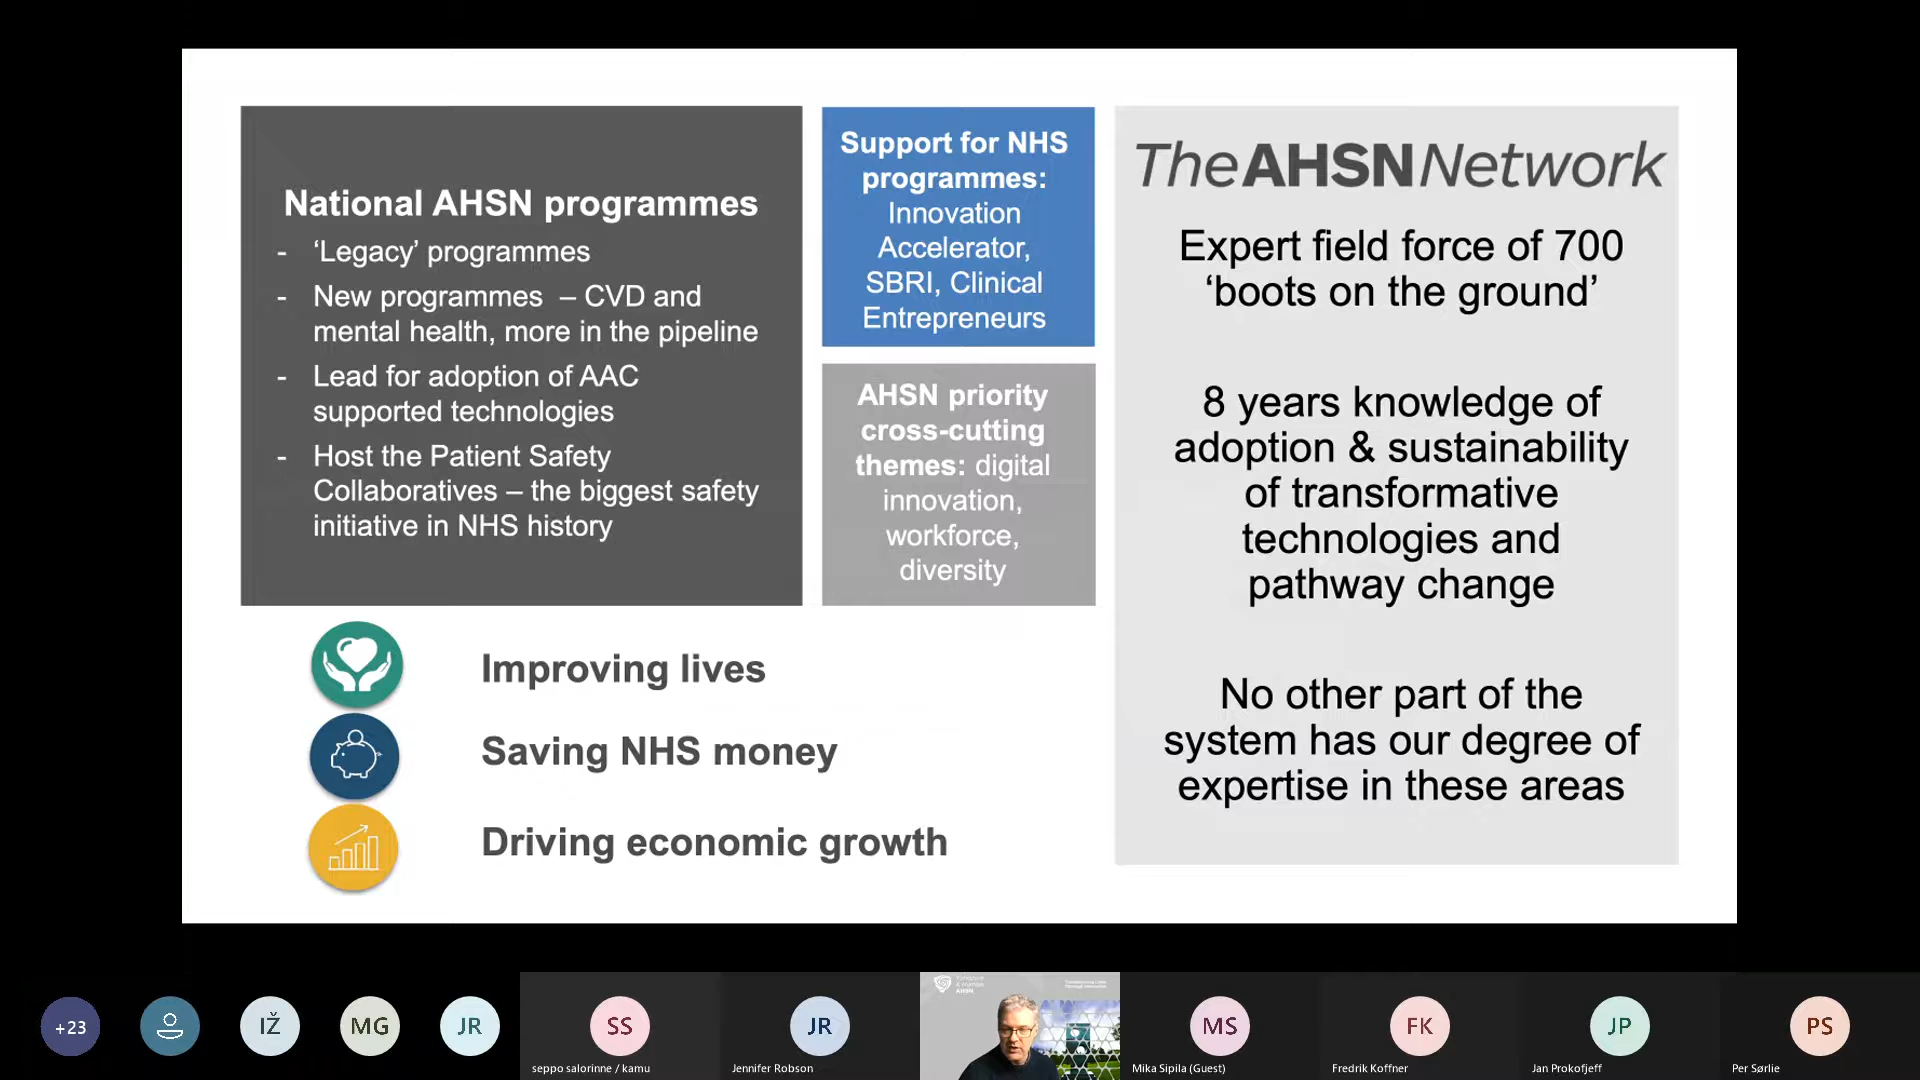 National AHSN programmes
- ‘Legacy’ programmes
- New programmes – CVD and
mental health, more in the pipeline
- Lead for adoption of AAC
supported technologies
- Host the Patient Safety
Collaboratives – the biggest safety
initiative in NHS history
Support for NHS
programmes:
Innovation
Accelerator,
SBRI, Clinical
Entrepreneurs
AHSN priority
cross-cutting
themes: digital
innovation,
workforce,
diversity
TheAHSNNetwork
Expert field force of 700
‘boots on the ground’
8 years knowledge of
adoption & sustainability
of transformative
technologies and
pathway change
No other part of the
system has our degree of
expertise in these areas
Improving lives
Saving NHS money
Driving economic growth
+23
IŽ
MG
JR
SS
seppo salorinne / kamu
JR
Jennifer Robson
AHSN
MS
Mika Sipila (Guest)
FK
Fredrik Koffner
JP
Jan Prokofjeff
PS
Per Sørlie